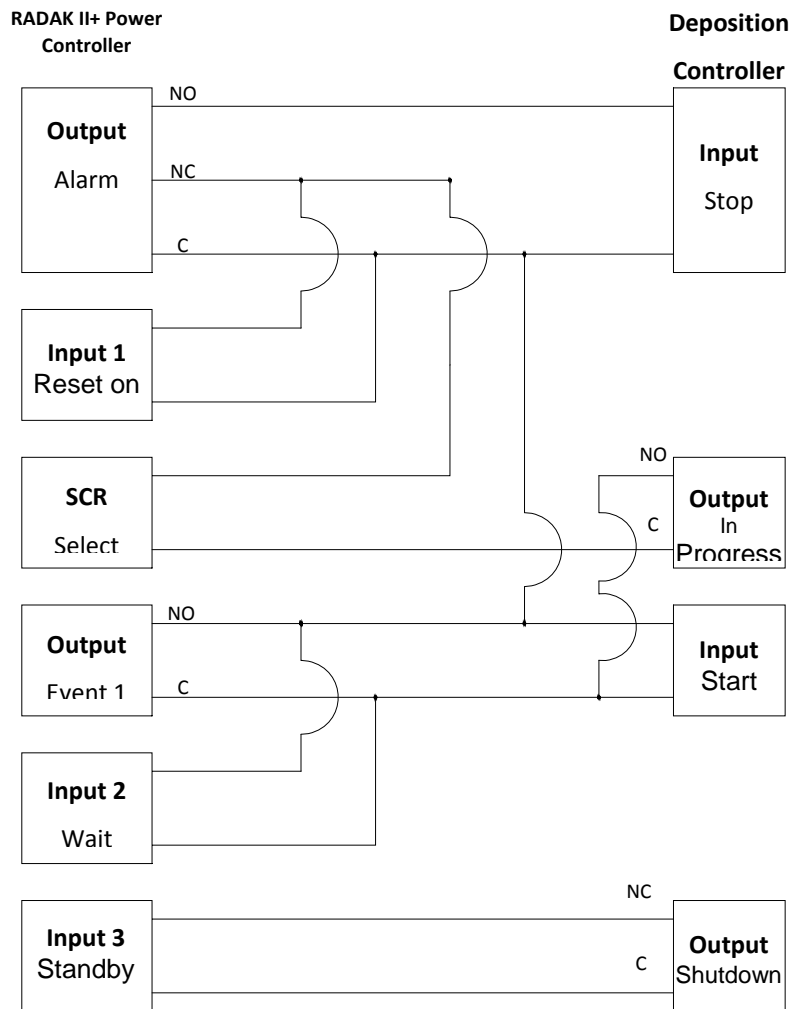 RADAK II+ Power
Controller
Deposition
Controller
Output
Alarm
NO
NC
C
Input
Stop
Input 1
Reset on
SCR
Select
NO
C
Output
In
Progress
Output
Event 1
NO
C
Input
Start
Input 2
Wait
Input 3
Standby
NC
C
Output
Shutdown